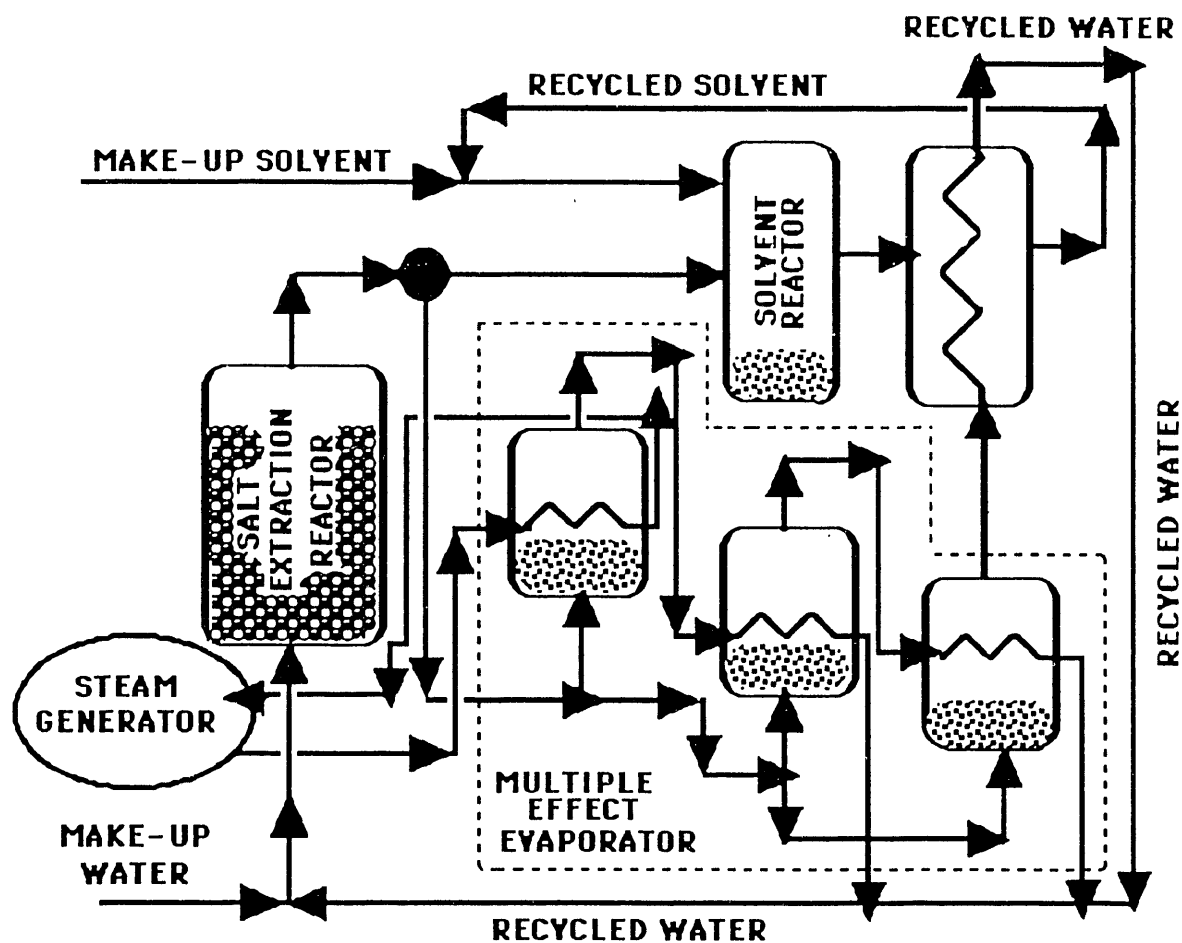 RECYCLED WATER
RECYCLED SOLVENT
MAKE-UP SOLVENT
SOLVENT
REACTOR
SALT
EXTRACTION
REACTOR
RECYCLED WATER
STEAM
GENERATOR
MULTIPLE
EFFECT
EVAPORATOR
MAKE-UP
WATER
RECYCLED WATER